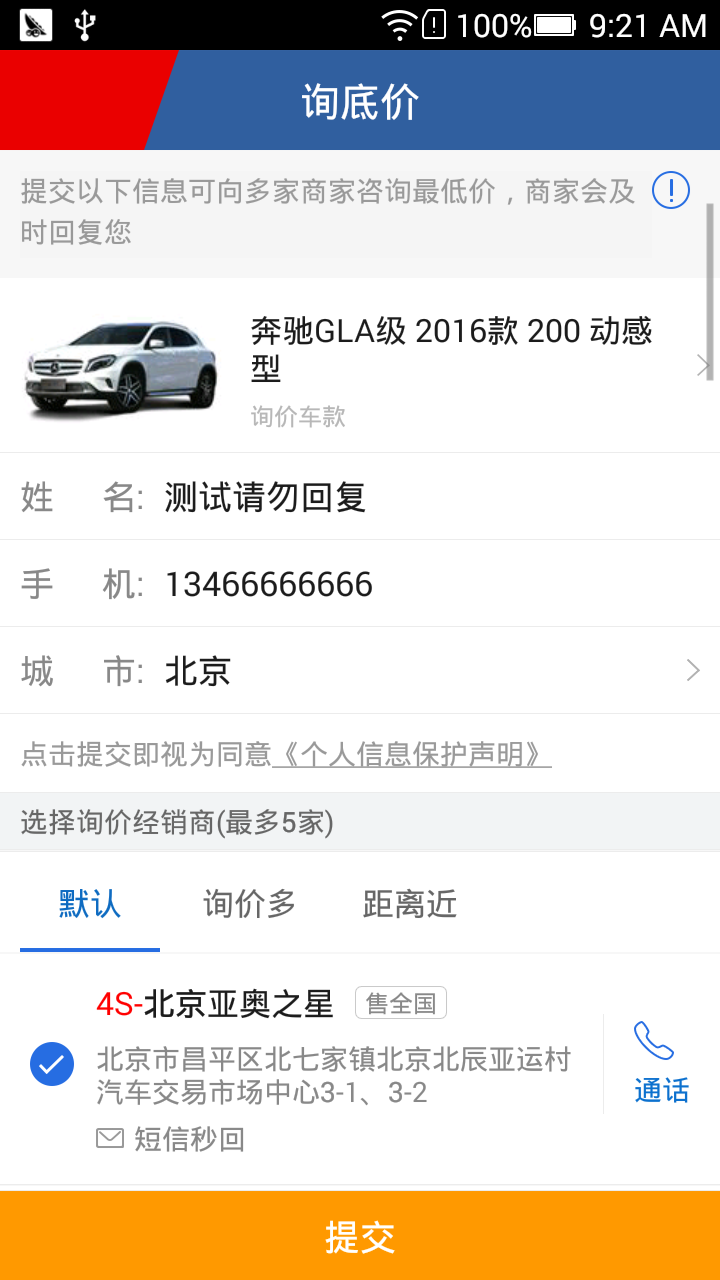 100% 9:21 AM
询底价
提交以下信息可向多家商家咨询最低价，商家会及
时回复您
奔驰GLA级 2016款 200 动感
型
询价车款
姓 名: 测试请勿回复
手 机: 13466666666
城 市: 北京
点击提交即视为同意《个人信息保护声明》
选择询价经销商(最多5家)
默认 询价多 距离近
4S-北京亚奥之星 售全国
北京市昌平区北七家镇北京北辰亚运村
汽车交易市场中心3-1、3-2
通话
短信秒回
提交